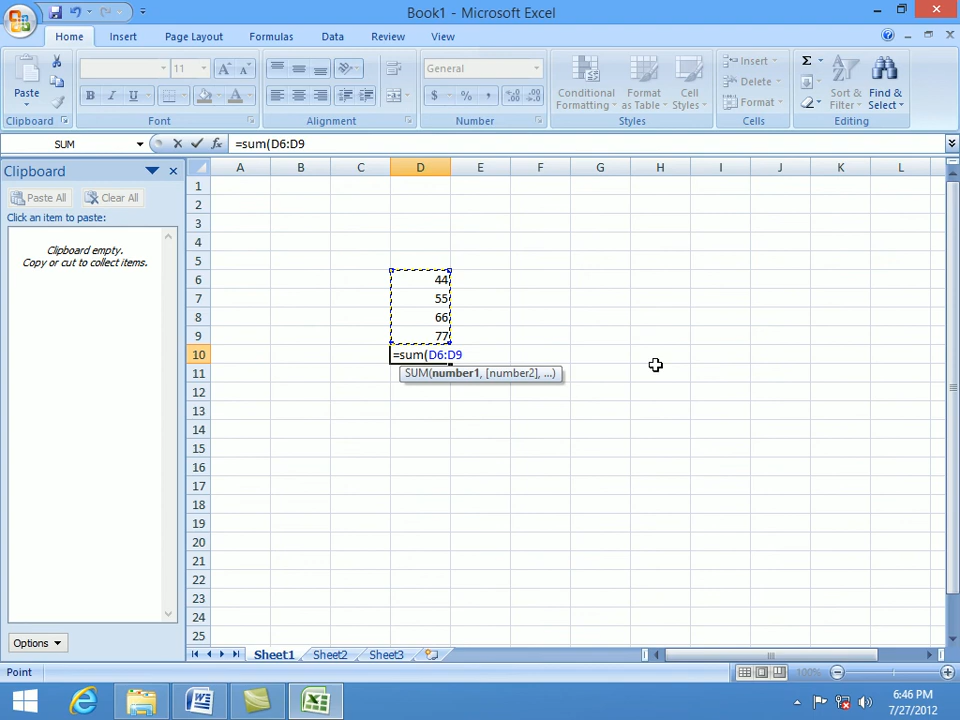 Book1 - Microsoft Excel
Home Insert Page Layout Formulas Data Review View
Paste
11
General
Conditional Formatting
Format as Table
Cell Styles
Insert
Delete
Format
Sort & Filter
Find & Select
Clipboard Font Alignment Number Styles Cells Editing
SUM =sum(D6:D9
Clipboard
Paste All Clear All
Click an item to paste:
Clipboard empty.
Copy or cut to collect items.
Options
A B C D E F G H I J K L
1
2
3
4
5
6 44
7 55
8 66
9 77
10 =sum(D6:D9
11 SUM(number1, [number2], ...)
12
13
14
15
16
17
18
19
20
21
22
23
24
25
Sheet1 Sheet2 Sheet3
Point 100%
6:46 PM
7/27/2012